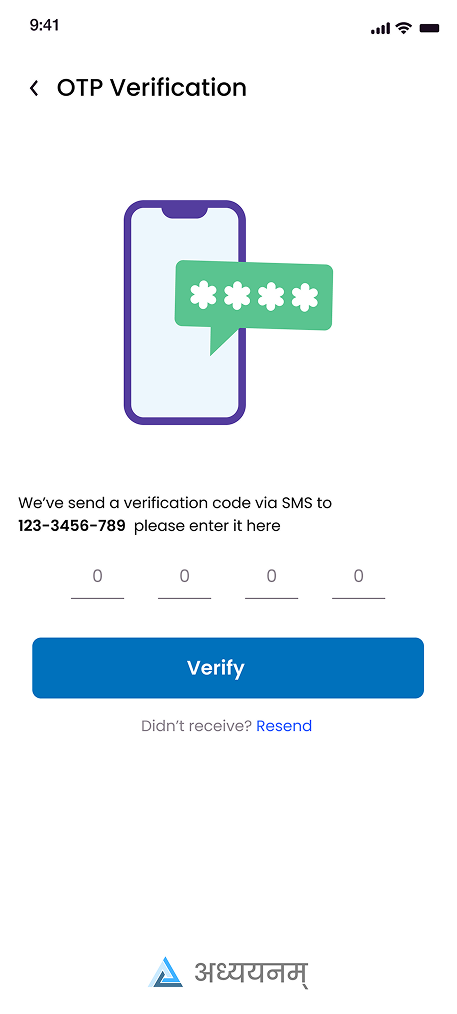 9:41
OTP Verification
We’ve send a verification code via SMS to
123-3456-789 please enter it here
0 0 0 0
Verify
Didn’t receive? Resend
अध्ययनम्